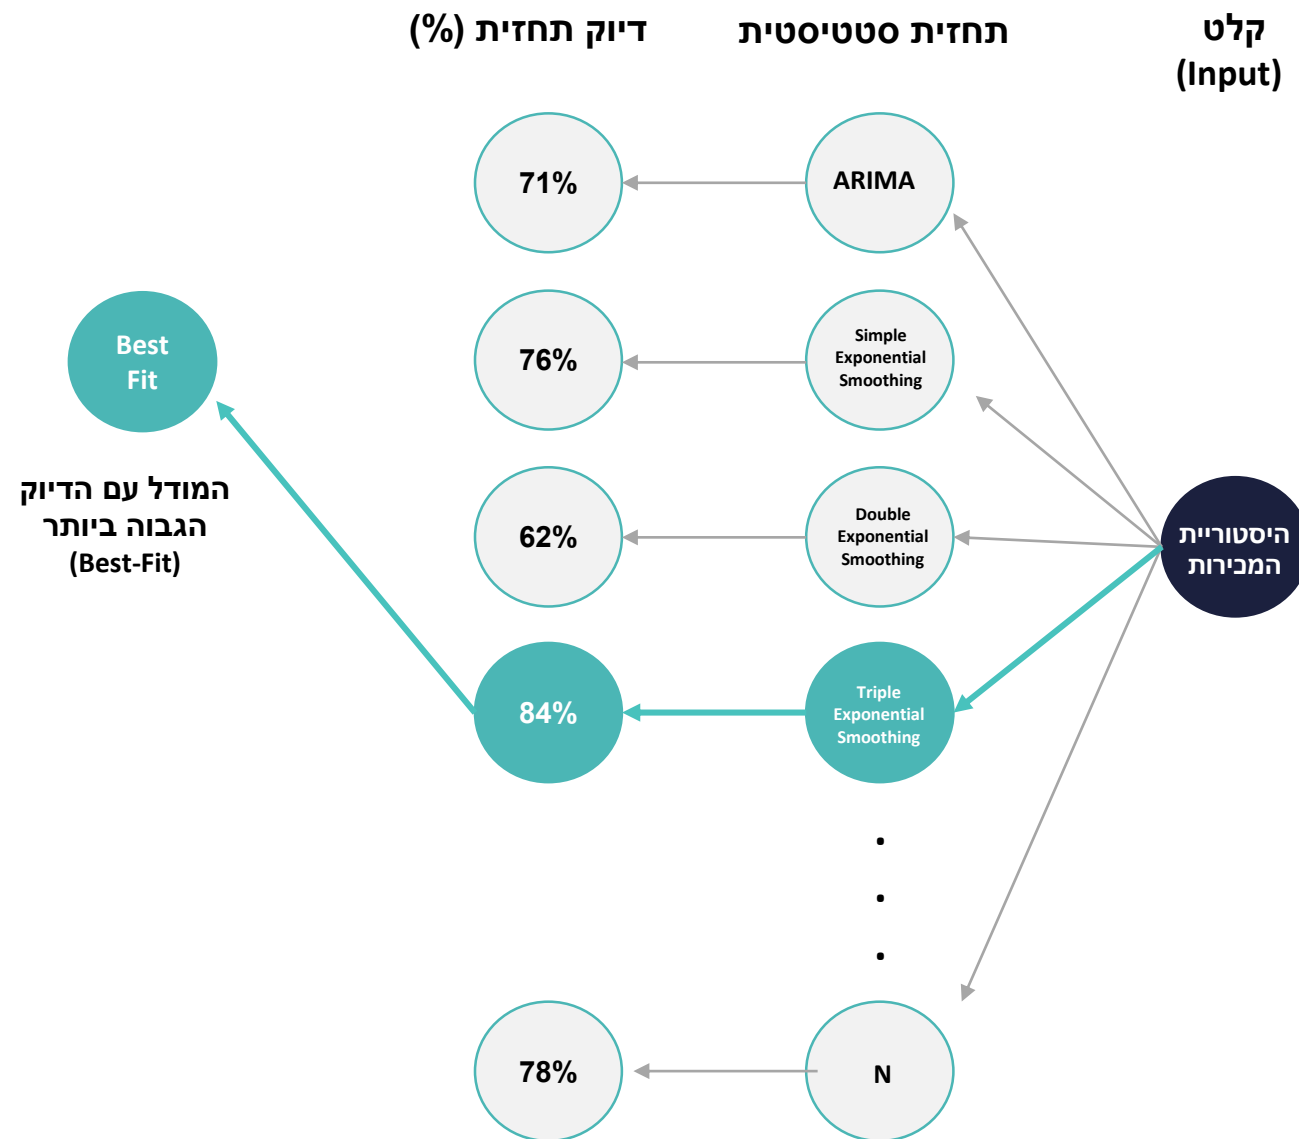 קלט
(Input)
תחזית סטטיסטית
דיוק תחזית (%)
היסטוריית
המכירות
ARIMA
71%
Simple
Exponential
Smoothing
76%
Double
Exponential
Smoothing
62%
Triple
Exponential
Smoothing
84%
.
.
.
N
78%
Best
Fit
המודל עם הדיוק
הגבוה ביותר
(Best-Fit)